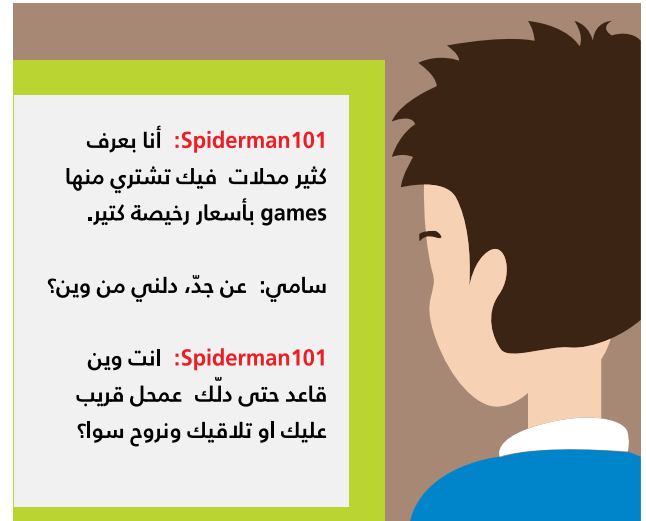 Spiderman101: أنا بعرف
كثير محلات فيك تشتري منها
games بأسعار رخيصة كتير.
سامي: عن جدّ، دلني من وين؟
Spiderman101: انت وين
قاعد حتى دلّك عمحل قريب
عليك او تلاقيك ونروح سوا؟